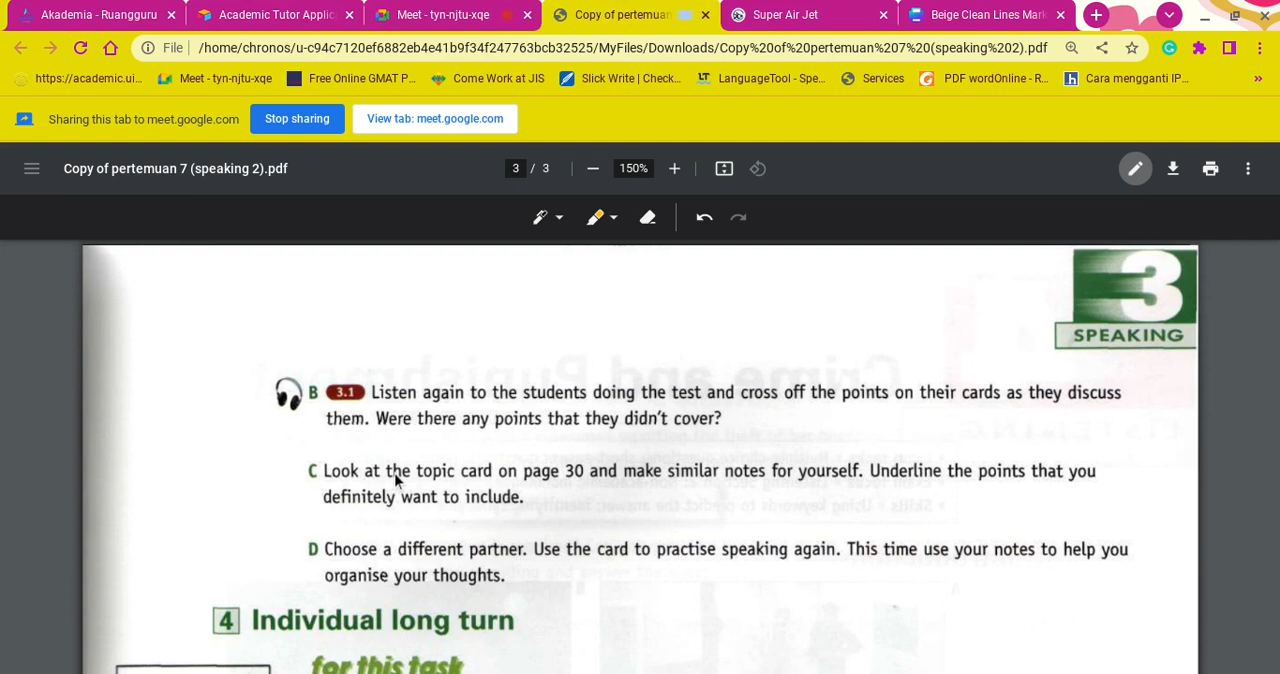 Akademia - Ruangguru
Academic Tutor Applic
Meet - tyn-njtu-xqe
Copy of pertemuan
Super Air Jet
Beige Clean Lines Mark
File
/home/chronos/u-c94c7120ef6882eb4e41b9f34f247763bcb32525/MyFiles/Downloads/Copy%20of%20pertemuan%207%20(speaking%202).pdf
https://academic.ui...
Meet - tyn-njtu-xqe
Free Online GMAT P...
Come Work at JIS
Slick Write | Check...
LanguageTool - Spe...
Services
PDF wordOnline - R...
Cara mengganti IP...
Sharing this tab to meet.google.com
Stop sharing
View tab: meet.google.com
Copy of pertemuan 7 (speaking 2).pdf
3 / 3
150%
3
SPEAKING
B 3.1 Listen again to the students doing the test and cross off the points on their cards as they discuss
them. Were there any points that they didn't cover?
C Look at the topic card on page 30 and make similar notes for yourself. Underline the points that you
definitely want to include.
D Choose a different partner. Use the card to practise speaking again. This time use your notes to help you
organise your thoughts.
4 Individual long turn
for this task